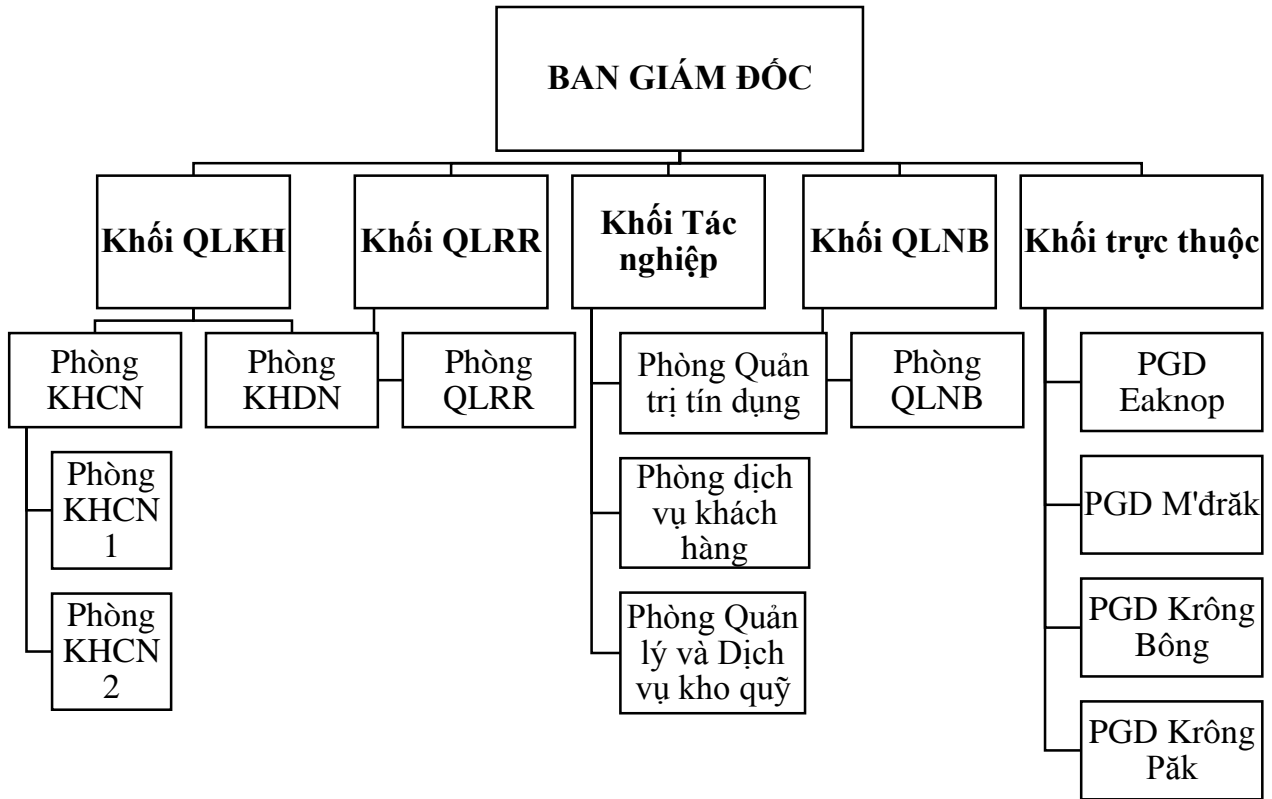 BAN GIÁM ĐỐC
Khối QLKH
Khối QLRR
Khối Tác
nghiệp
Khối QLNB
Khối trực thuộc
Phòng
KHCN
Phòng
KHDN
Phòng
QLRR
Phòng Quản
trị tín dụng
Phòng
QLNB
PGD
Eaknop
Phòng
KHCN
1
Phòng dịch
vụ khách
hàng
PGD M'đrăk
Phòng
KHCN
2
Phòng Quản
lý và Dịch
vụ kho quỹ
PGD Krông
Bông
PGD Krông
Păk